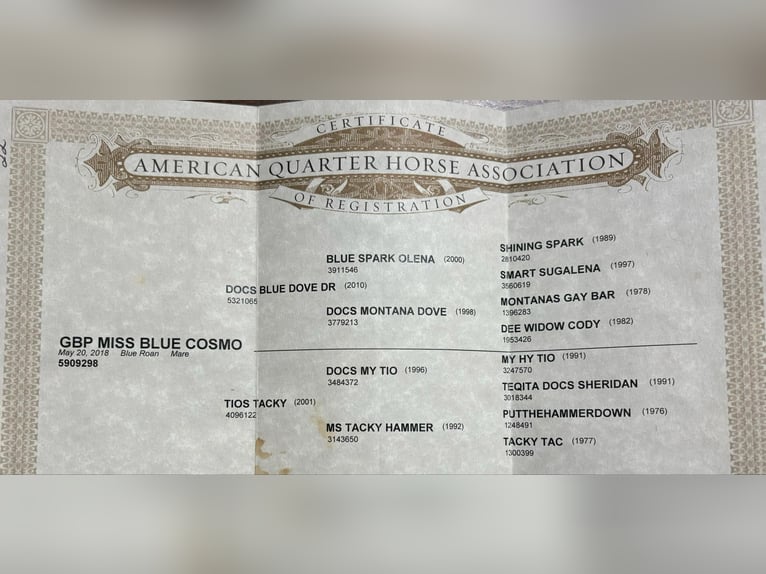 CERTIFICATE
AMERICAN QUARTER HORSE ASSOCIATION
OF REGISTRATION
SHINING SPARK (1989)
2810420
BLUE SPARK OLENA (2000)
3911546
SMART SUGALENA (1997)
3560619
DOCS BLUE DOVE DR (2010)
5321065
MONTANAS GAY BAR (1978)
1396283
DOCS MONTANA DOVE (1998)
3779213
DEE WIDOW CODY (1982)
1953426
GBP MISS BLUE COSMO
May 20, 2018 Blue Roan Mare
5909298
MY HY TIO (1991)
3247570
DOCS MY TIO (1996)
3484372
TEQITA DOCS SHERIDAN (1991)
3018344
TIOS TACKY (2001)
4096122
PUTTHEHAMMERDOWN (1976)
1248491
MS TACKY HAMMER (1992)
3143650
TACKY TAC (1977)
1300399